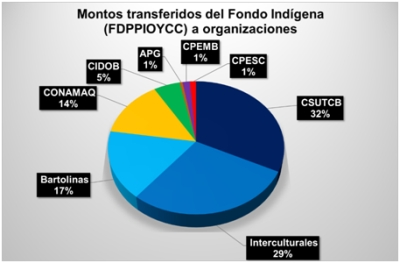 Montos transferidos del Fondo Indígena
(FDPPIOYCC) a organizaciones
APG
1%
CPEMB
1%
CPESC
1%
CIDOB
5%
CONAMAQ
14%
CSUTCB
32%
Bartolinas
17%
Interculturales
29%